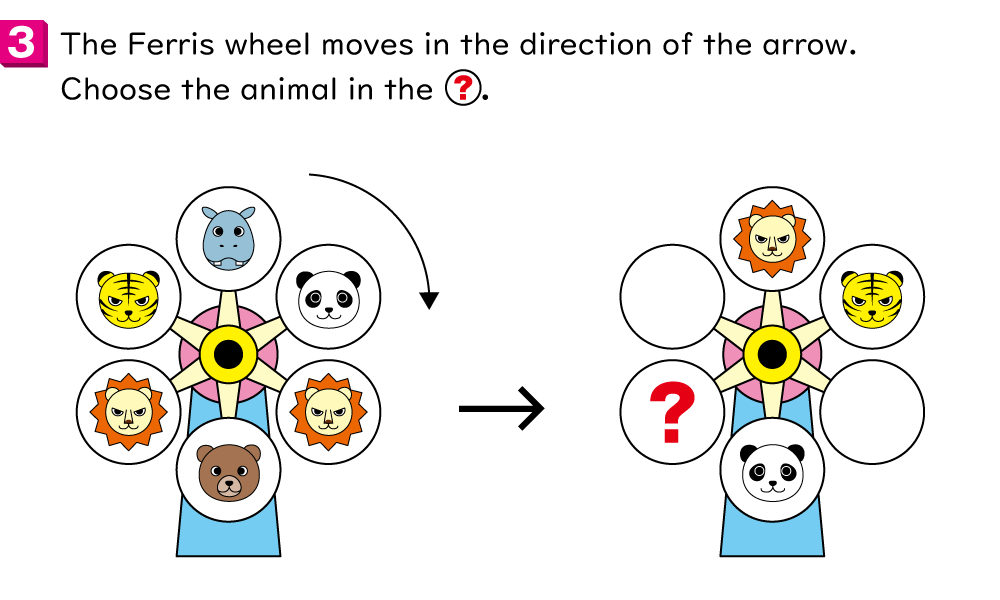 3 The Ferris wheel moves in the direction of the arrow.
Choose the animal in the ?.
?